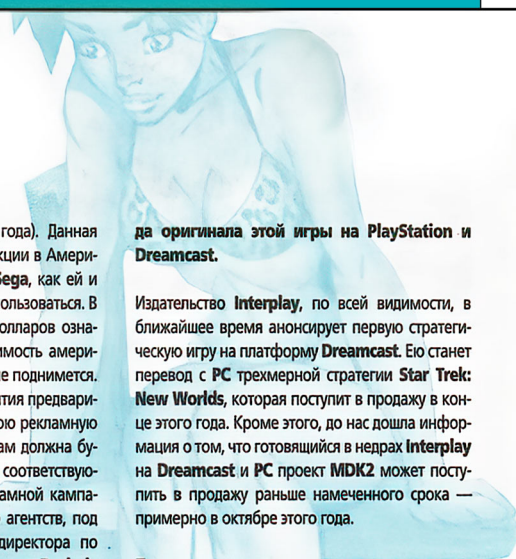 года). Данная
кции в Амери-
Sega, как ей и
ользоваться. В
олларов озна-
имость амери-
е поднимется.
тия предвари-
ою рекламную
ам должна бу-
соответствую-
амной кампа-
агентств, под
директора по
да оригинала этой игры на PlayStation и
Dreamcast.
Издательство Interplay, по всей видимости, в
ближайшее время анонсирует первую стратеги-
ческую игру на платформу Dreamcast. Ею станет
перевод с PC трехмерной стратегии Star Trek:
New Worlds, которая поступит в продажу в кон-
це этого года. Кроме этого, до нас дошла инфор-
мация о том, что готовящийся в недрах Interplay
на Dreamcast и PC проект MDK2 может посту-
пить в продажу раньше намеченного срока —
примерно в октябре этого года.